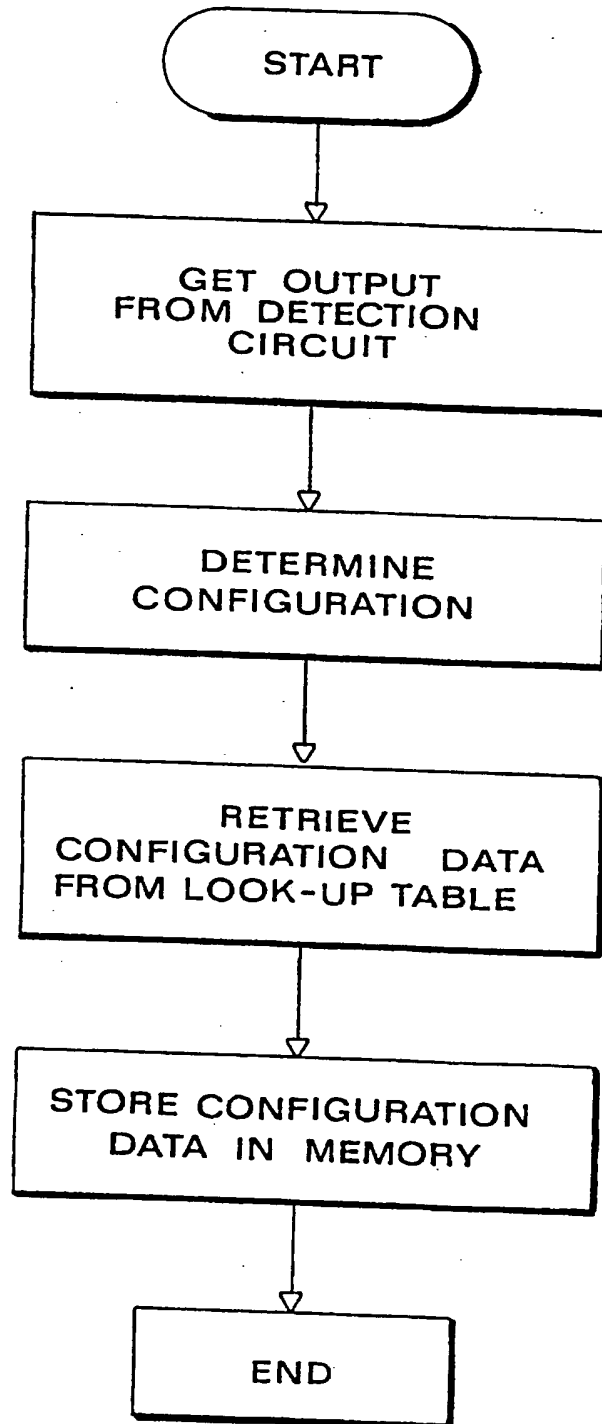 START
GET OUTPUT
FROM DETECTION
CIRCUIT
DETERMINE
CONFIGURATION
RETRIEVE
CONFIGURATION DATA
FROM LOOK-UP TABLE
STORE CONFIGURATION
DATA IN MEMORY
END